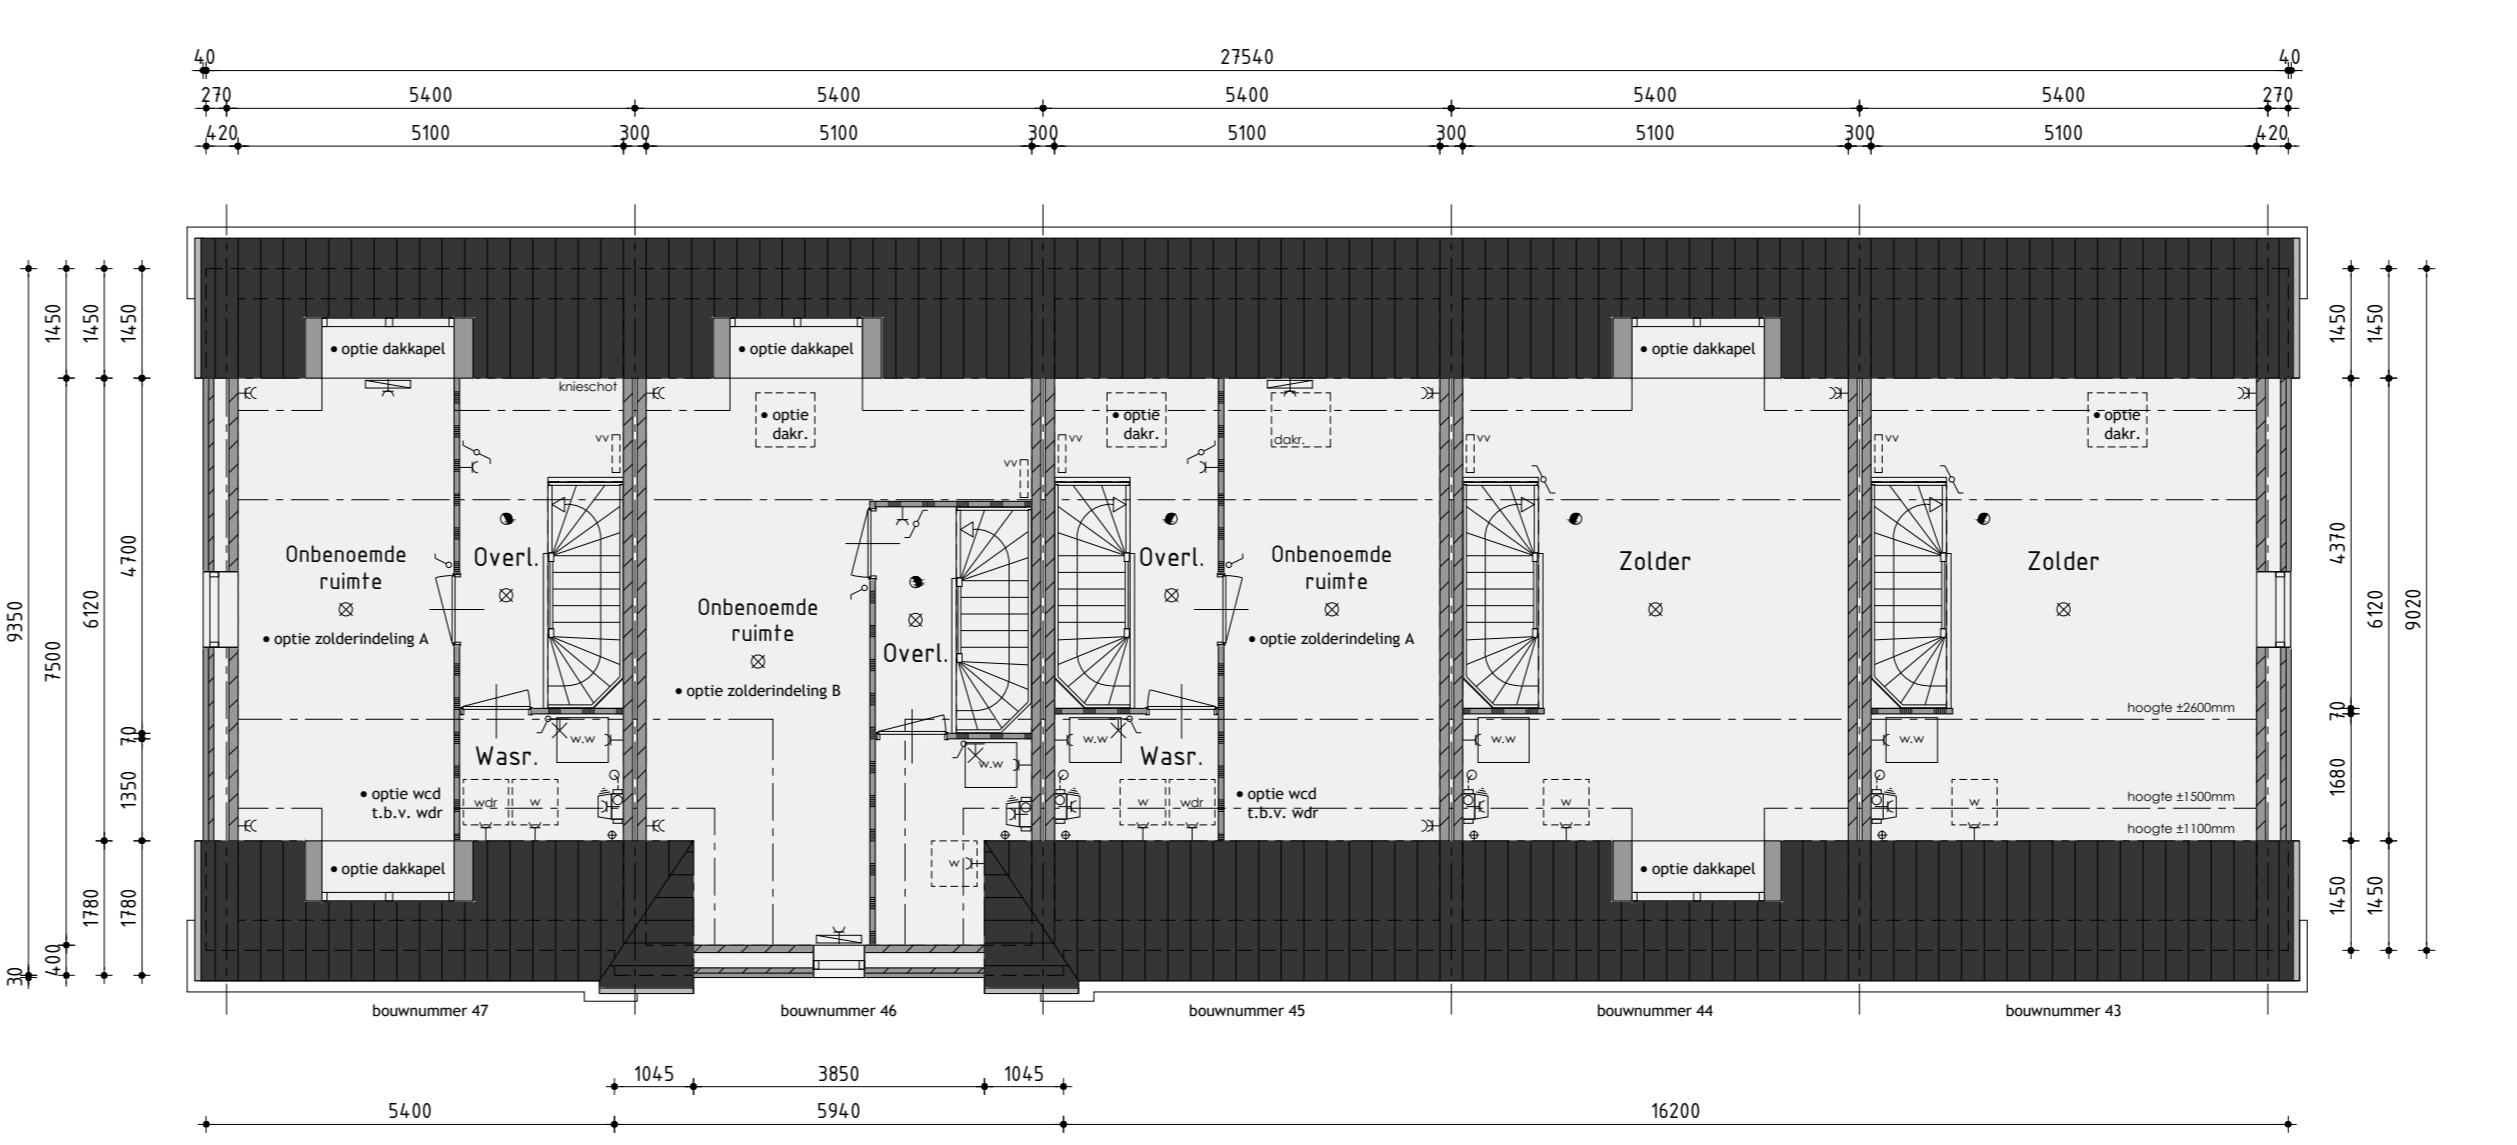 40 27540 40
270 5400 5400 5400 5400 5400 270
420 5100 300 5100 300 5100 300 5100 300 5100 420
1450 1450 1450
1450 1450
• optie dakkapel
• optie dakkapel
• optie dakkapel
knieschot
• optie
dakr.
• optie
dakr.
dakr.
• optie
dakr.
vv
vv
vv
vv
vv
9350 7500 6120 4700
4370 6120 9020
Onbenoemde
ruimte
• optie zolderindeling A
Overl.
Onbenoemde
ruimte
• optie zolderindeling B
Overl.
Overl.
Onbenoemde
ruimte
• optie zolderindeling A
Zolder
Zolder
70
70
hoogte ±2600mm
Wasr.
w.w
w.w
w.w
Wasr.
w.w
w.w
1350
1680
• optie wcd
t.b.v. wdr
wdr w
w wdr
• optie wcd
t.b.v. wdr
w
w
hoogte ±1500mm
hoogte ±1100mm
• optie dakkapel
w
• optie dakkapel
30 400 1780 1780
1450 1450
bouwnummer 47 bouwnummer 46 bouwnummer 45 bouwnummer 44 bouwnummer 43
1045 3850 1045
5400 5940 16200